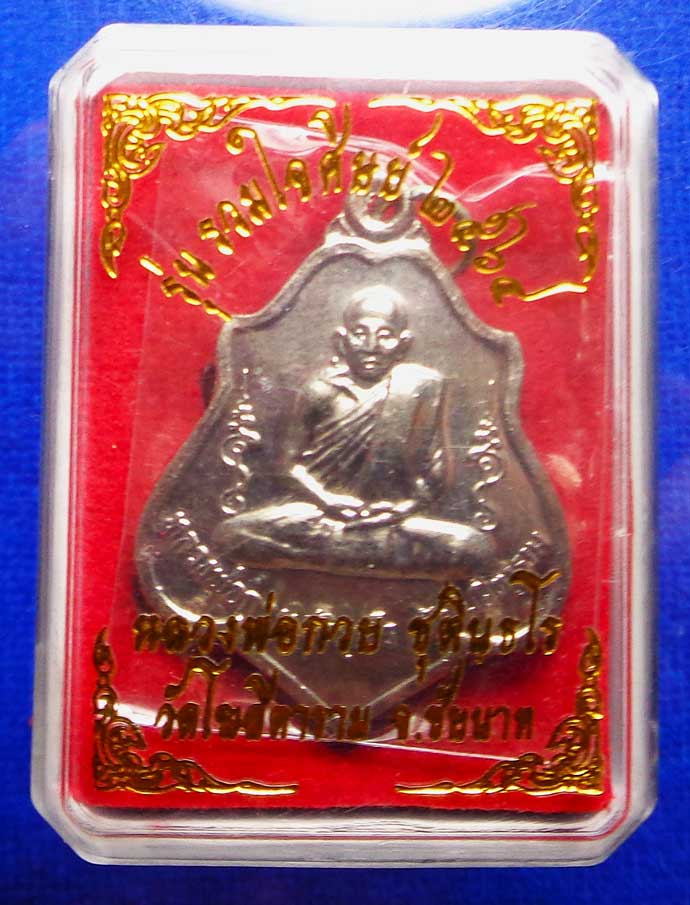 รุ่น รวมใจศิษย์ ๒๕๕๖
หลวงพ่อกวย ชุตินฺธโร
วัดโฆสิตาราม จ.ชัยนาท